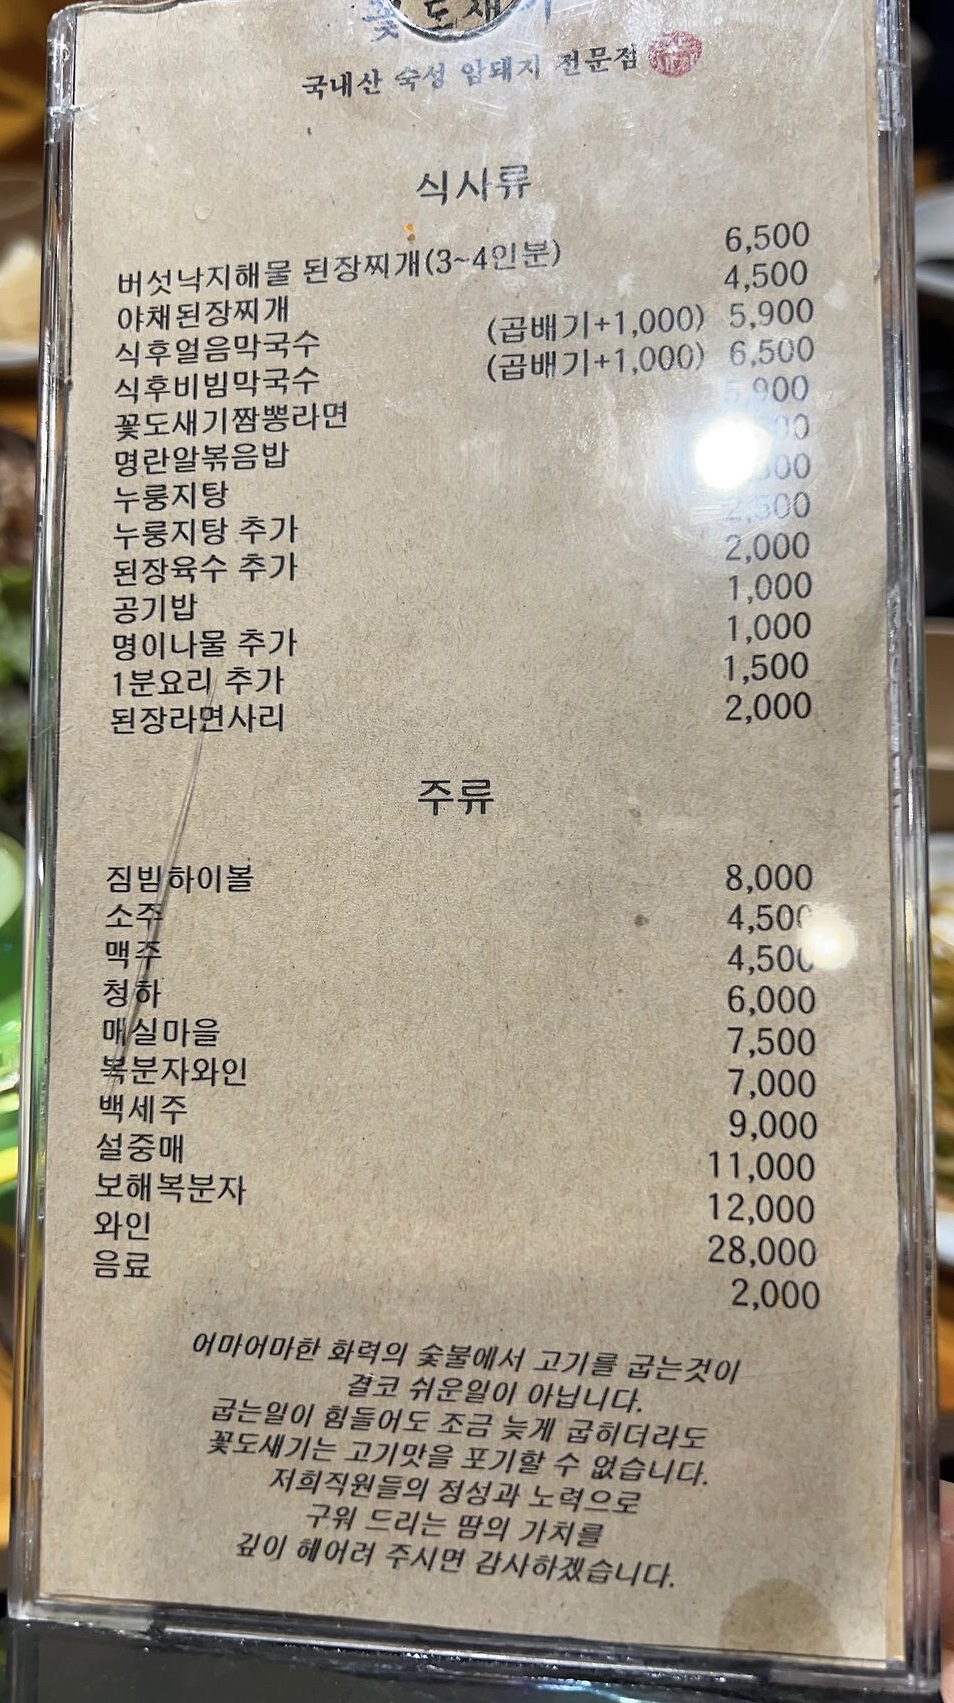 꽃도새기
국내산 숙성 암돼지 전문점
식사류
버섯낙지해물 된장찌개(3~4인분) 6,500
야채된장찌개 4,500
식후얼음막국수 (곱배기+1,000) 5,900
식후비빔막국수 (곱배기+1,000) 6,500
꽃도새기짬뽕라면 5,900
명란알볶음밥
누룽지탕
누룽지탕 추가 2,500
된장육수 추가 2,000
공기밥 1,000
명이나물 추가 1,000
1분요리 추가 1,500
된장라면사리 2,000
주류
짐빔하이볼 8,000
소주 4,500
맥주 4,500
청하 6,000
매실마을 7,500
복분자와인 7,000
백세주 9,000
설중매 11,000
보해복분자 12,000
와인 28,000
음료 2,000
어마어마한 화력의 숯불에서 고기를 굽는것이
결코 쉬운일이 아닙니다.
굽는일이 힘들어도 조금 늦게 굽히더라도
꽃도새기는 고기맛을 포기할 수 없습니다.
저희직원들의 정성과 노력으로
구워 드리는 땀의 가치를
깊이 헤어려 주시면 감사하겠습니다.